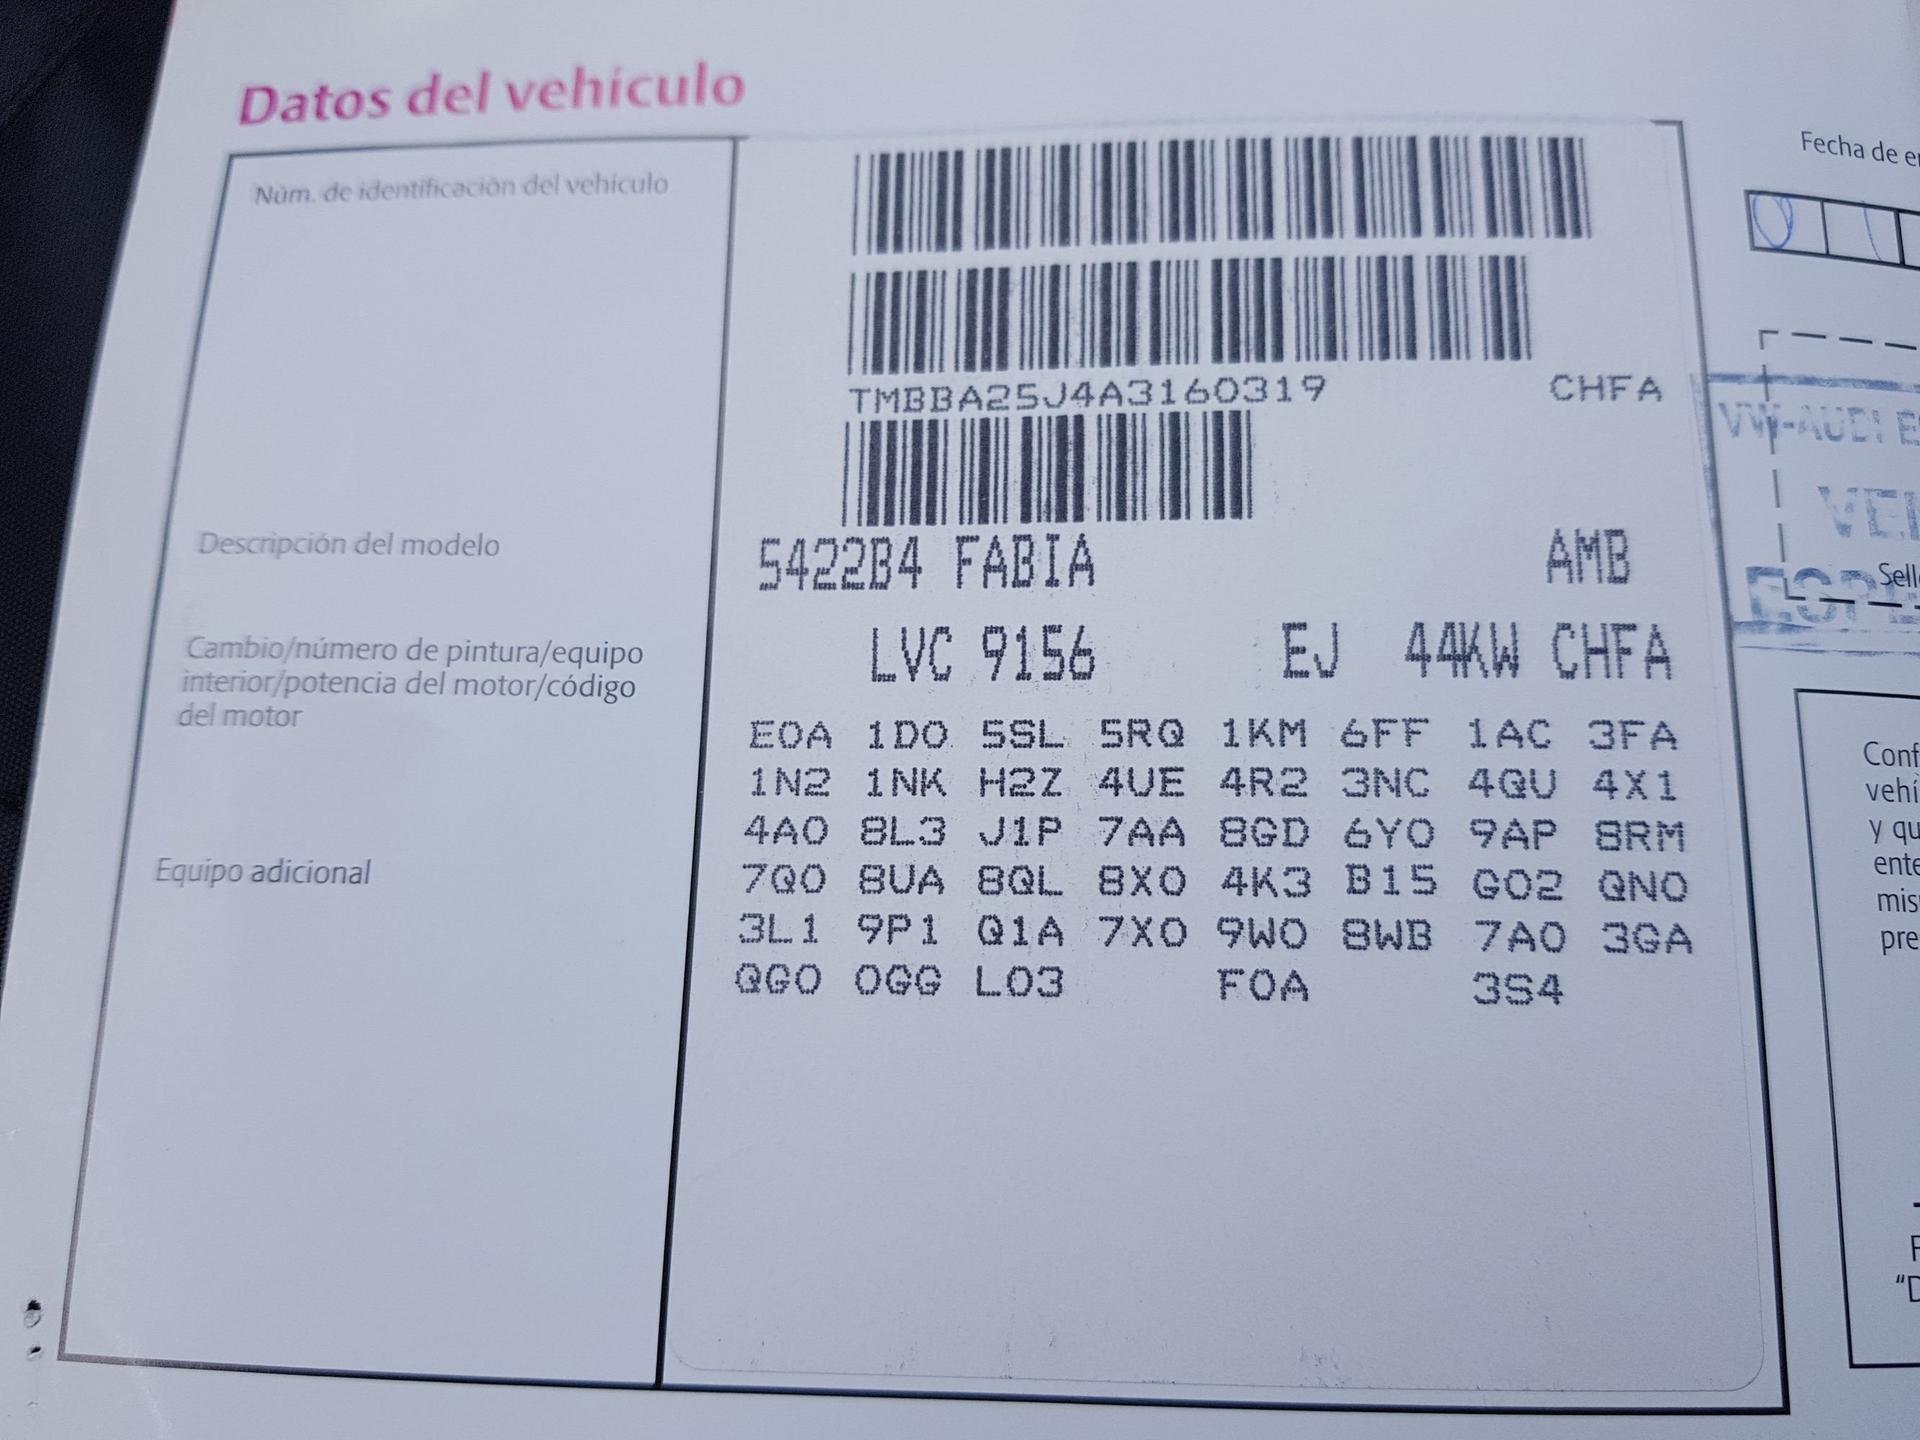 Datos del vehículo
Núm. de identificación del vehículo
TMBBA25J4A3160319 CHFA
Descripción del modelo
5422B4 FABIA AMB
Cambio/número de pintura/equipo
interior/potencia del motor/código
del motor
LVC 9156 EJ 44KW CHFA
Equipo adicional
E0A 1D0 5SL 5RQ 1KM 6FF 1AC 3FA
1N2 1NK H2Z 4UE 4R2 3NC 4QU 4X1
4A0 8L3 J1P 7AA 8GD 6Y0 9AP 8RM
7Q0 8UA 8QL 8X0 4K3 B15 G02 QN0
3L1 9P1 Q1A 7X0 9W0 8WB 7A0 3GA
QG0 0GG L03 F0A 3S4
Fecha de
VW-AUDI
y